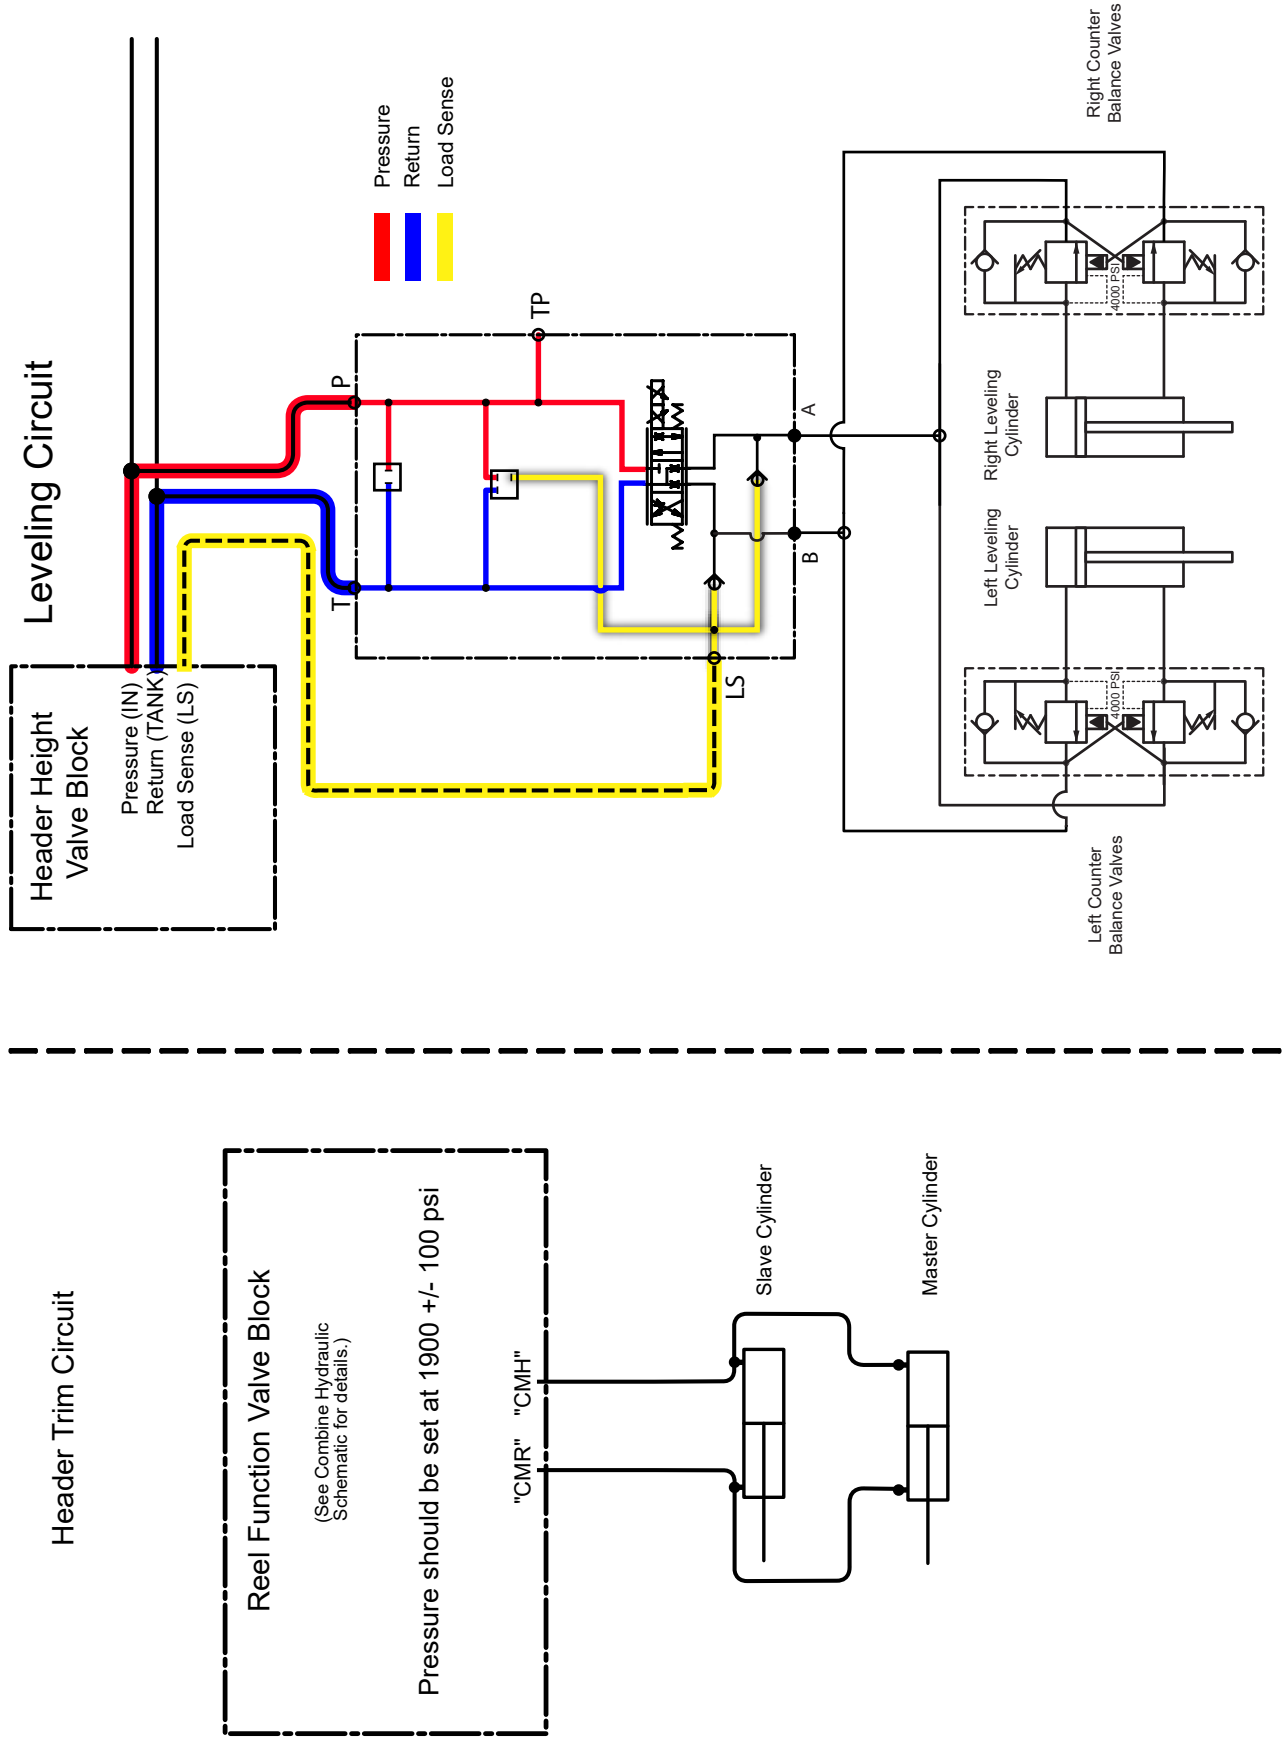 Header Trim Circuit
Reel Function Valve Block
(See Combine Hydraulic
Schematic for details.)
Pressure should be set at 1900 +/- 100 psi
"CMR"
"CMH"
Slave Cylinder
Master Cylinder
Leveling Circuit
Header Height
Valve Block
Pressure (IN)
Return (TANK)
Load Sense (LS)
Pressure
Return
Load Sense
T
P
TP
LS
B
A
Left Leveling
Cylinder
Right Leveling
Cylinder
4000 PSI
4000 PSI
Left Counter
Balance Valves
Right Counter
Balance Valves